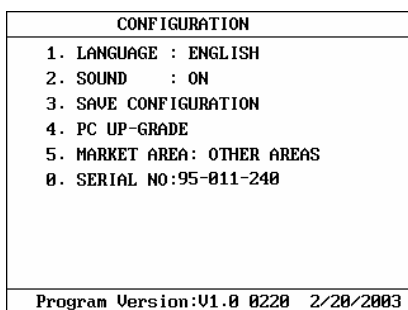 CONFIGURATION
1. LANGUAGE : ENGLISH
2. SOUND : ON
3. SAVE CONFIGURATION
4. PC UP-GRADE
5. MARKET AREA: OTHER AREAS
0. SERIAL NO:95-011-240
Program Version:V1.0 0220 2/20/2003